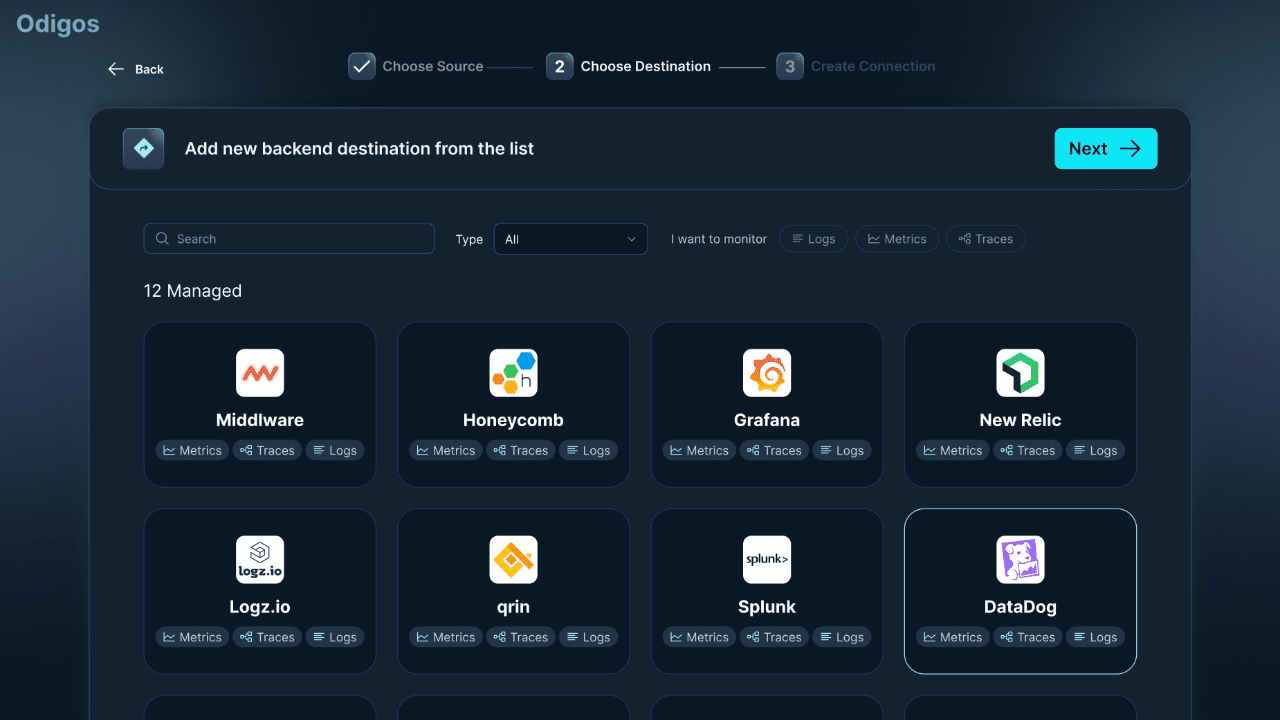 Odigos
Back
Choose Source
2 Choose Destination
3 Create Connection
Add new backend destination from the list
Next
Search
Type
All
I want to monitor
Logs
Metrics
Traces
12 Managed
Middlware
Metrics Traces Logs
h
Honeycomb
Metrics Traces Logs
Grafana
Metrics Traces Logs
New Relic
Metrics Traces Logs
logz.io
Logz.io
Metrics Traces Logs
qrin
Metrics Traces Logs
splunk>
Splunk
Metrics Traces Logs
DataDog
Metrics Traces Logs